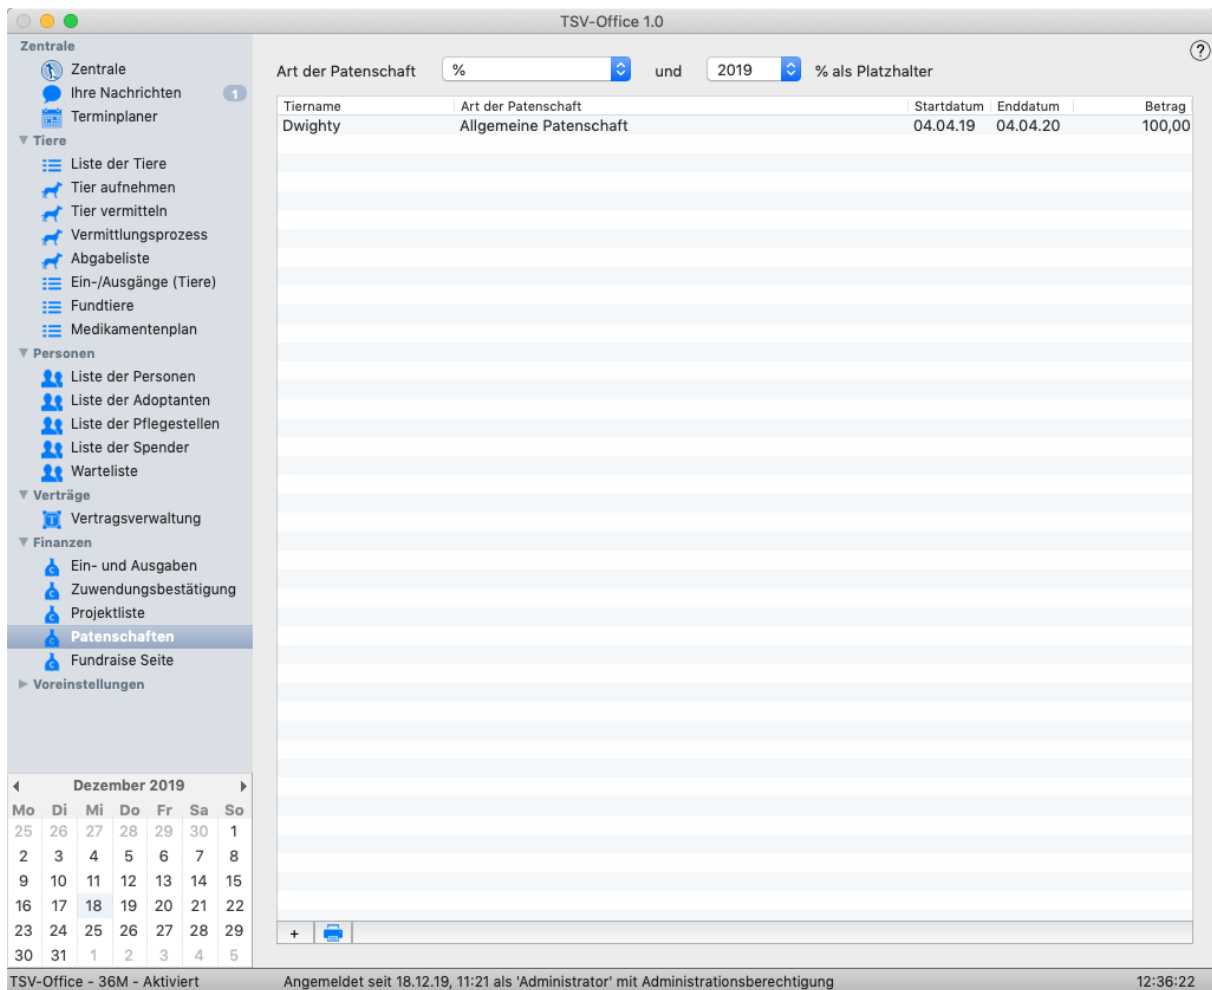 TSV-Office 1.0
Zentrale
Zentrale
Ihre Nachrichten 1
Terminplaner
Tiere
Liste der Tiere
Tier aufnehmen
Tier vermitteln
Vermittlungsprozess
Abgabeliste
Ein-/Ausgänge (Tiere)
Fundtiere
Medikamentenplan
Personen
Liste der Personen
Liste der Adoptanten
Liste der Pflegestellen
Liste der Spender
Warteliste
Verträge
Vertragsverwaltung
Finanzen
Ein- und Ausgaben
Zuwendungsbestätigung
Projektliste
Patenschaften
Fundraise Seite
Voreinstellungen
Dezember 2019
Mo Di Mi Do Fr Sa So
25 26 27 28 29 30 1
2 3 4 5 6 7 8
9 10 11 12 13 14 15
16 17 18 19 20 21 22
23 24 25 26 27 28 29
30 31 1 2 3 4 5
?
Art der Patenschaft % und 2019 % als Platzhalter
Tiername Art der Patenschaft Startdatum Enddatum Betrag
Dwighty Allgemeine Patenschaft 04.04.19 04.04.20 100,00
+
TSV-Office - 36M - Aktiviert Angemeldet seit 18.12.19, 11:21 als 'Administrator' mit Administrationsberechtigung 12:36:22